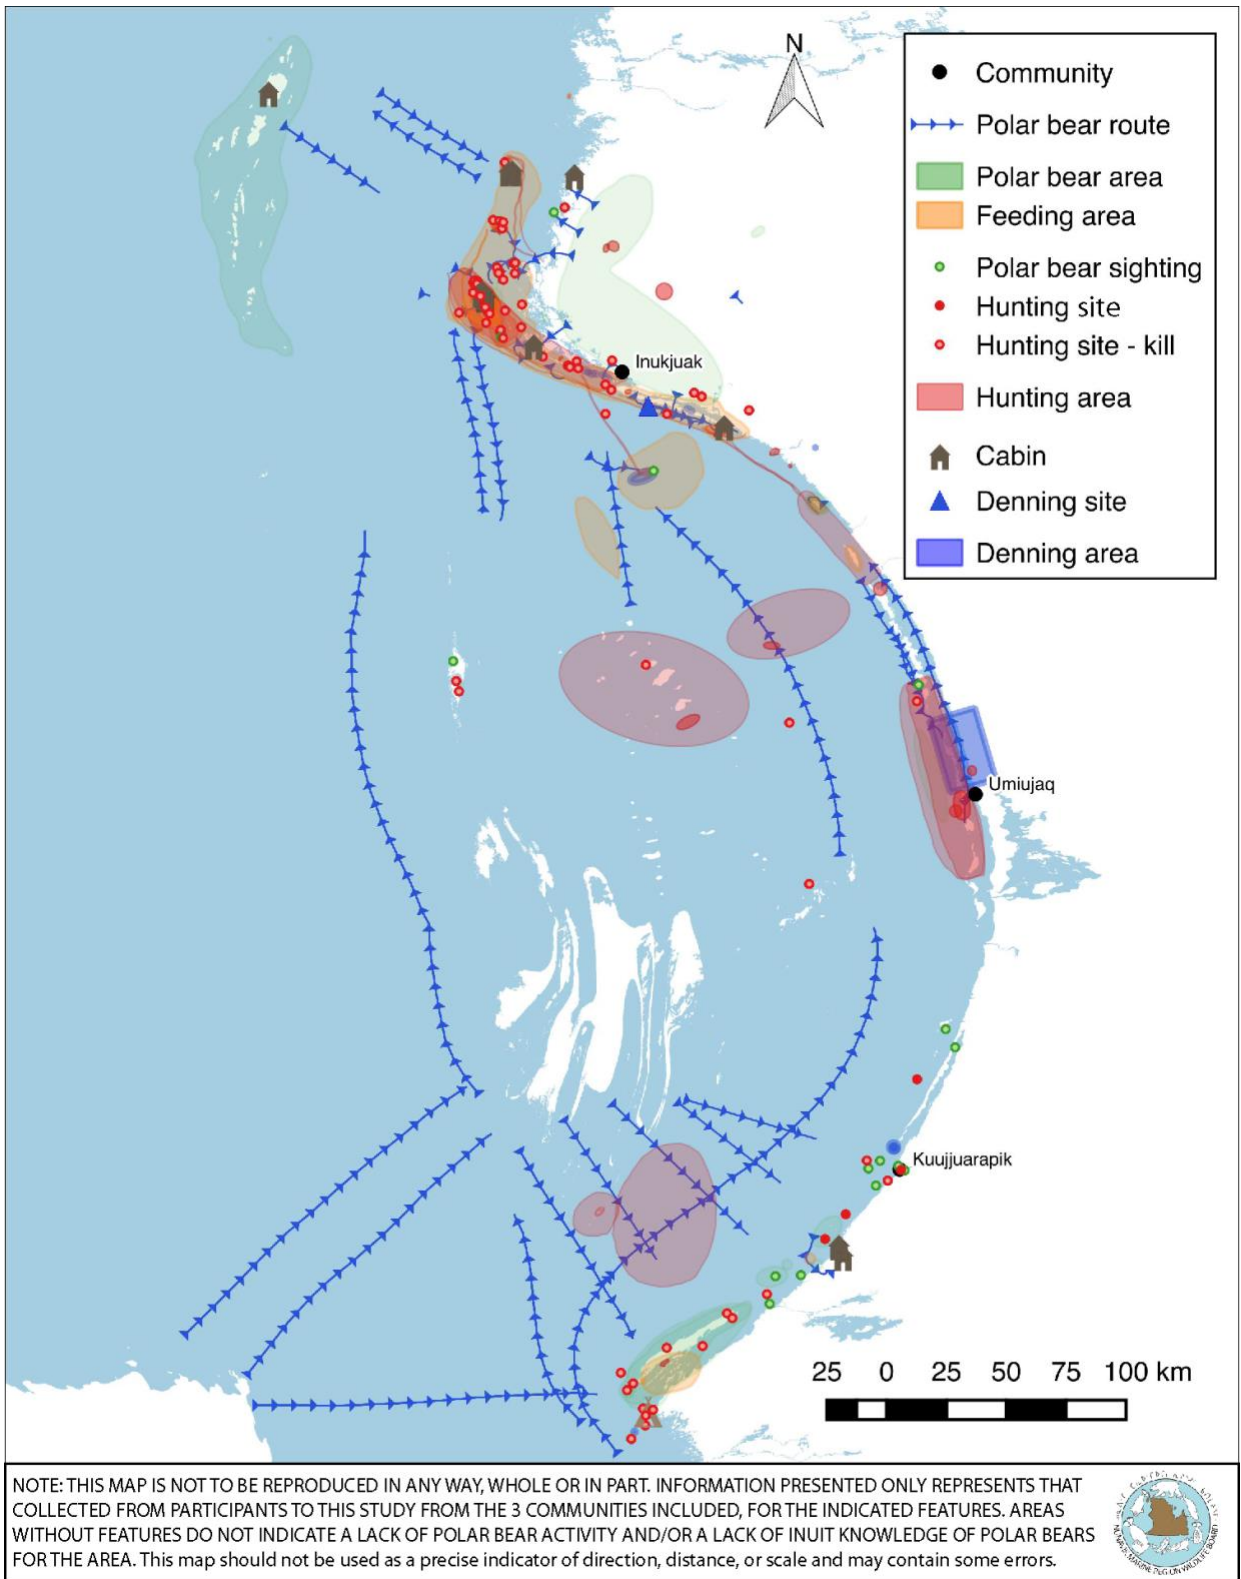 N
Community
Polar bear route
Polar bear area
Feeding area
Polar bear sighting
Hunting site
Hunting site - kill
Hunting area
Cabin
Denning site
Denning area
Inukjuak
Umiujaq
Kuujjuarapik
25 0 25 50 75 100 km
NOTE: THIS MAP IS NOT TO BE REPRODUCED IN ANY WAY, WHOLE OR IN PART. INFORMATION PRESENTED ONLY REPRESENTS THAT
COLLECTED FROM PARTICIPANTS TO THIS STUDY FROM THE 3 COMMUNITIES INCLUDED, FOR THE INDICATED FEATURES. AREAS
WITHOUT FEATURES DO NOT INDICATE A LACK OF POLAR BEAR ACTIVITY AND/OR A LACK OF INUIT KNOWLEDGE OF POLAR BEARS
FOR THE AREA. This map should not be used as a precise indicator of direction, distance, or scale and may contain some errors.